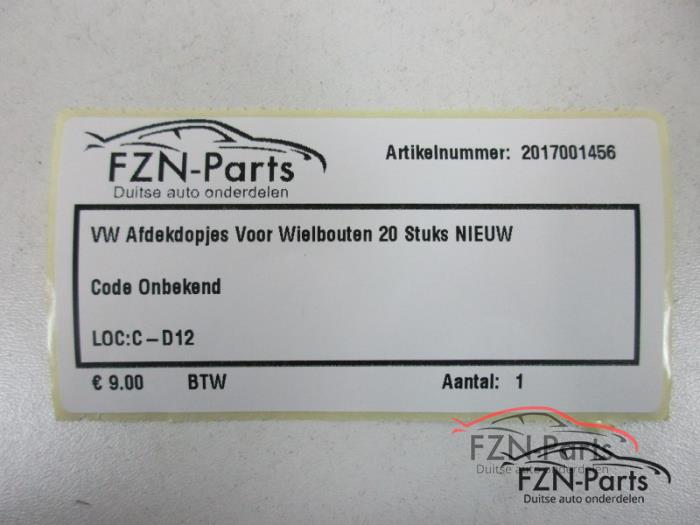 FZN-Parts
Duitse auto onderdelen
Artikelnummer: 2017001456
VW Afdekdopjes Voor Wielbouten 20 Stuks NIEUW
Code Onbekend
LOC:C-D12
€ 9.00 BTW Aantal: 1
FZN-Parts
Duitse auto onderdelen
FZN-Parts
Duitse auto onderdelen